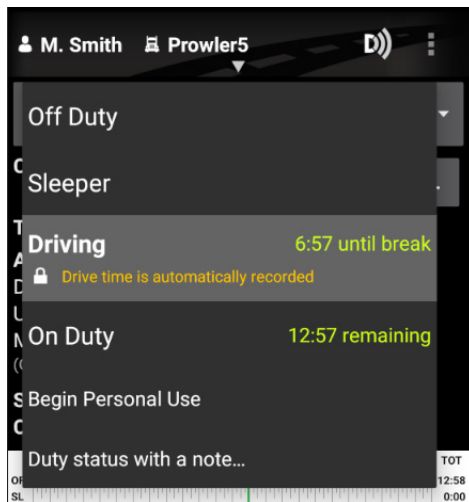 M. Smith Prowler5 D
Off Duty
Sleeper
Driving 6:57 until break
Drive time is automatically recorded
On Duty 12:57 remaining
Begin Personal Use
Duty status with a note...
TOT
12:58
SL 0:00